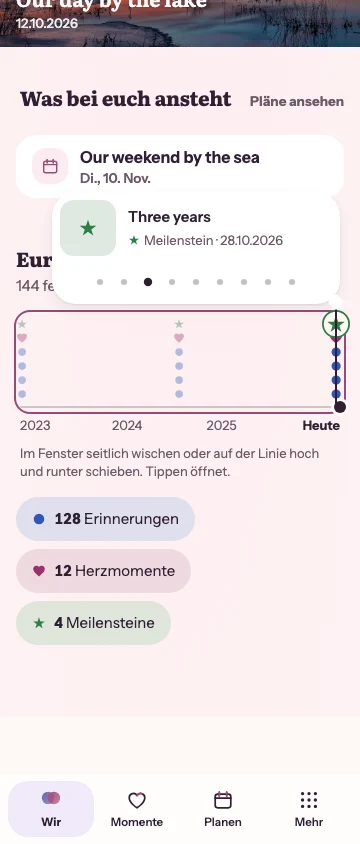 Our day by the lake
12.10.2026
Was bei euch ansteht
Pläne ansehen
Our weekend by the sea
Di., 10. Nov.
Three years
Meilenstein · 28.10.2026
Eur
144 fe
2023
2024
2025
Heute
Im Fenster seitlich wischen oder auf der Linie hoch
und runter schieben. Tippen öffnet.
128 Erinnerungen
12 Herzmomente
4 Meilensteine
Wir
Momente
Planen
Mehr